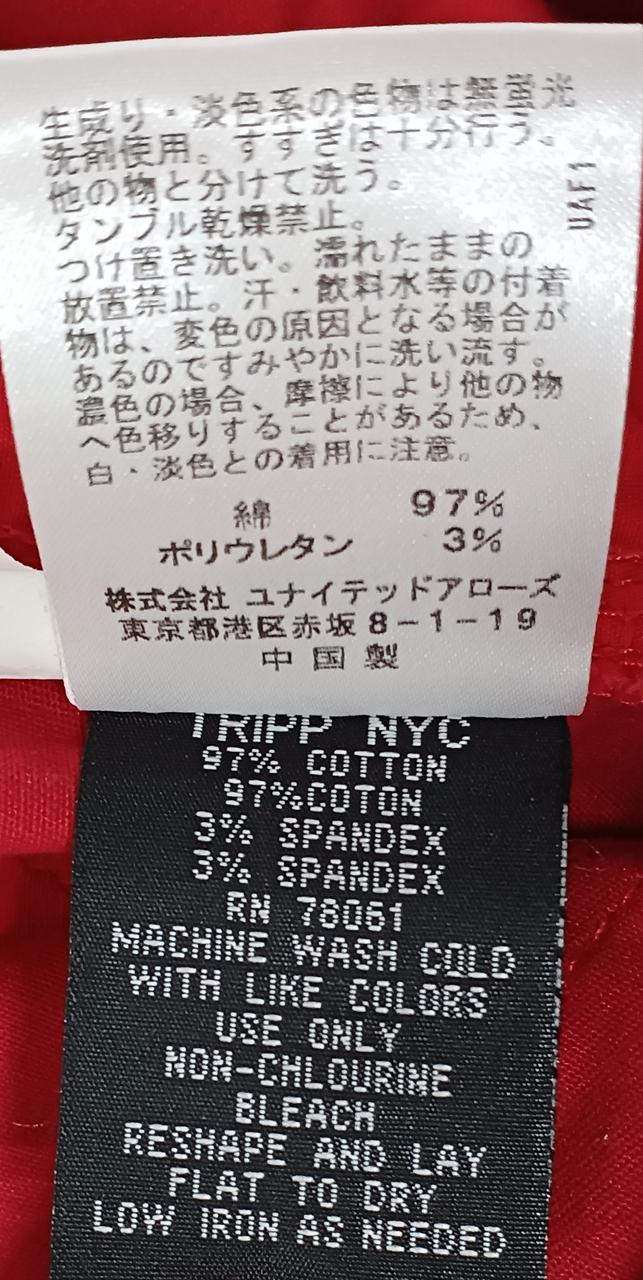 生成り・淡色系の色物は無蛍光
洗剤使用。すすぎは十分行う。
他の物と分けて洗う。
タンブル乾燥禁止。
つけ置き洗い。濡れたままの
放置禁止。汗・飲料水等の付着
物は、変色の原因となる場合が
あるのですみやかに洗い流す。
濃色の場合、摩擦により他の物
へ色移りすることがあるため、
白・淡色との着用に注意。
UAF1
綿 97%
ポリウレタン 3%
株式会社 ユナイテッドアローズ
東京都港区赤坂8-1-19
中国製
TRIPP NYC
97% COTTON
97%COTON
3% SPANDEX
3% SPANDEX
RN 78061
MACHINE WASH COLD
WITH LIKE COLORS
USE ONLY
NON-CHLOURINE
BLEACH
RESHAPE AND LAY
FLAT TO DRY
LOW IRON AS NEEDED